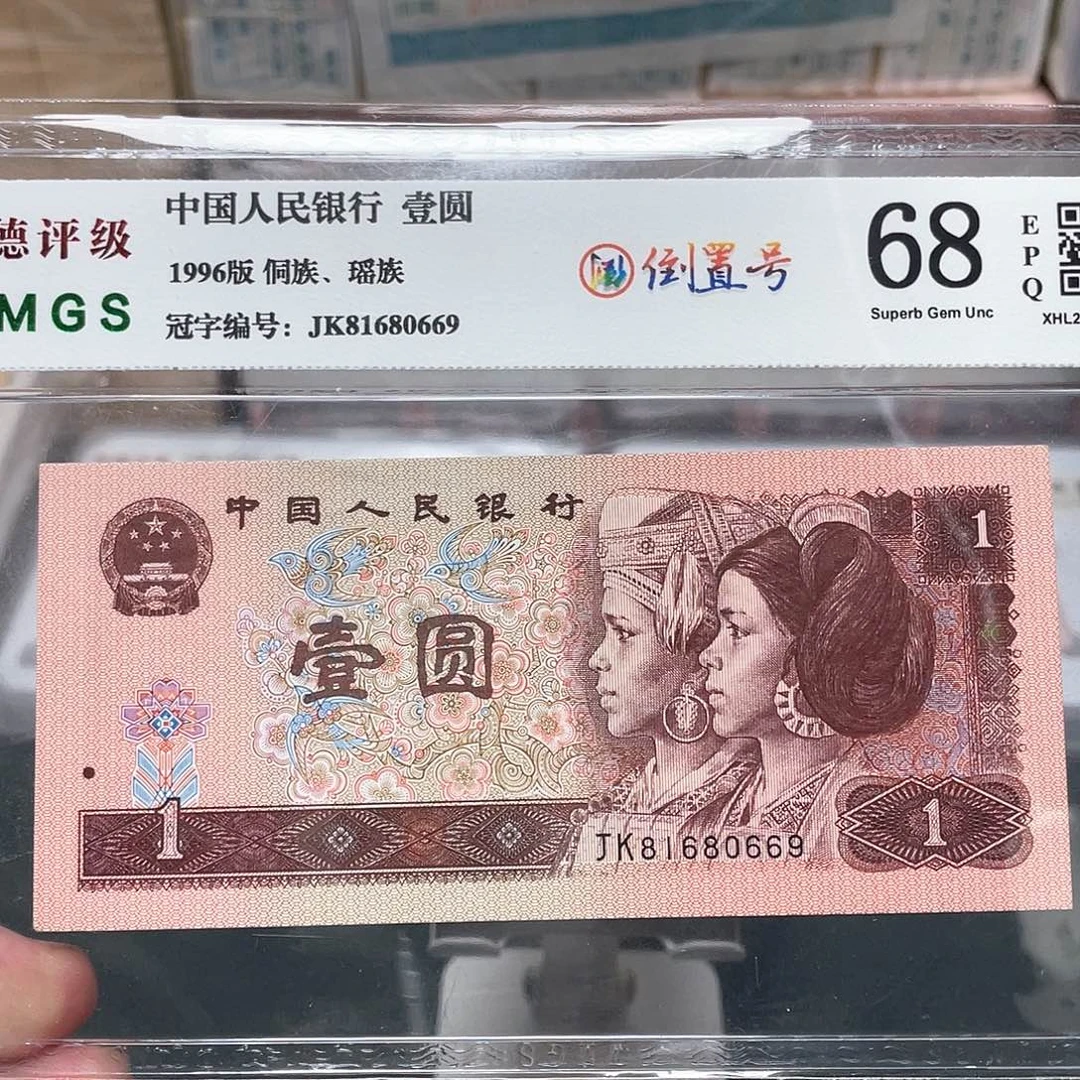 德评级
MGS
中国人民银行 壹圆
1996版 侗族、瑶族
冠字编号：JK81680669
倒置号
68
Superb Gem Unc
EPQ
XHL2
中国人民银行
壹圆
1
1
JK81680669
1